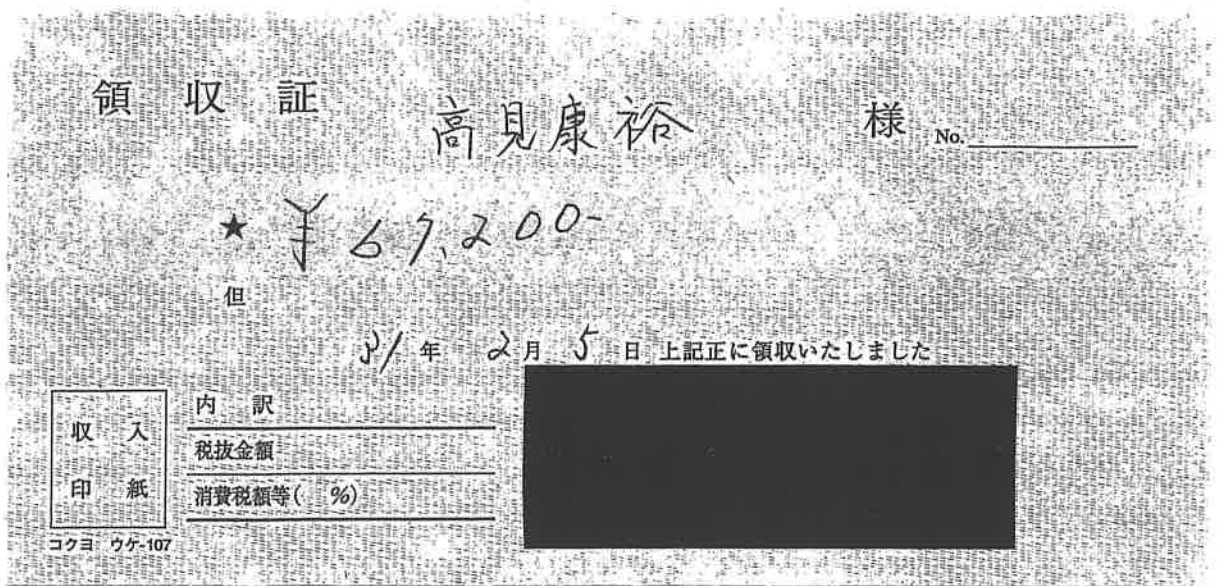 領収証 高見康裕 様 No.
★ ¥67,200-
但
31年 2月 5日 上記正に領収いたしました
内訳
収入 税抜金額
印紙 消費税額等( %)
コクヨ ウケ-107